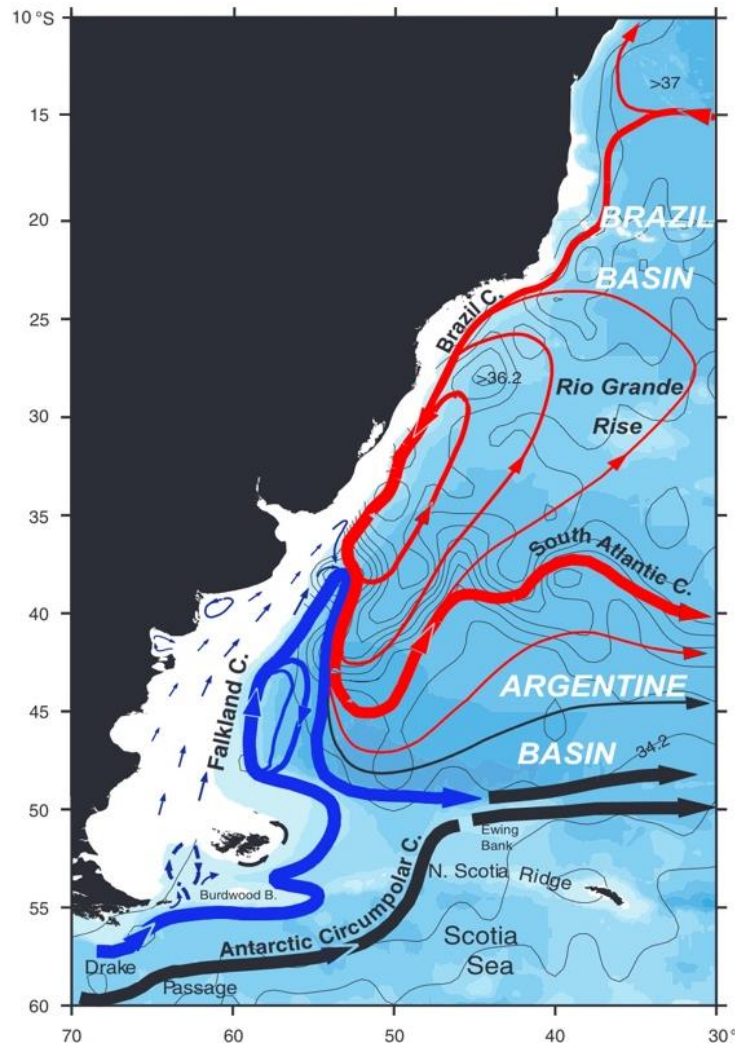 10 °S
>37
15
20
BRAZIL
BASIN
Brazil C.
25
>36.2
Rio Grande
Rise
30
35
South Atlantic C.
40
Falkland C.
ARGENTINE
45
BASIN
34.2
50
Ewing
Bank
Antarctic Circumpolar C.
N. Scotia Ridge
Burdwood B.
55
Drake
Passage
Scotia
Sea
60
70 60 50 40 30°